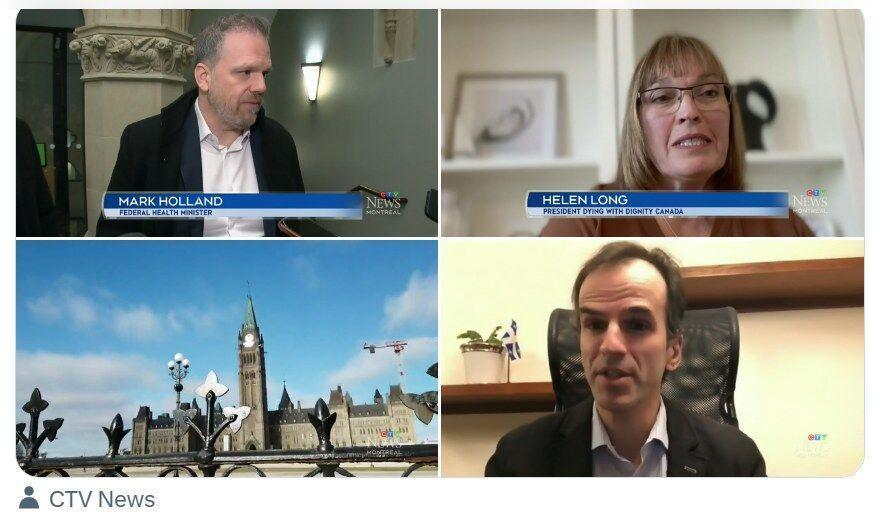 MARK HOLLAND
FEDERAL HEALTH MINISTER
CTV
NEWS
MONTREAL
HELEN LONG
PRESIDENT DYING WITH DIGNITY CANADA
CTV
NEWS
MONTREAL
CTV
NEWS
MONTREAL
CTV
NEWS
MONTREAL
CTV News